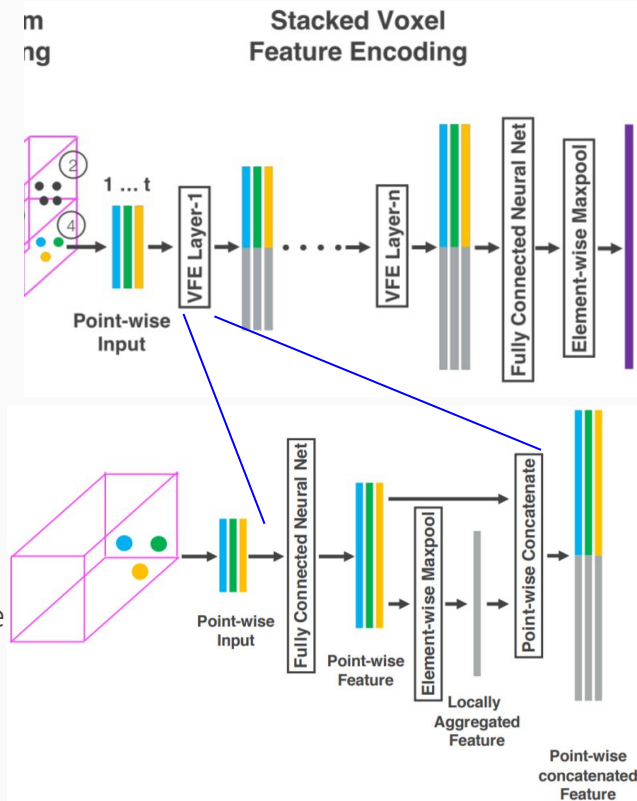 m
ng
Stacked Voxel
Feature Encoding
2
4
1 ... t
Point-wise
Input
VFE Layer-1
VFE Layer-n
Fully Connected Neural Net
Element-wise Maxpool
Point-wise
Input
Fully Connected Neural Net
Point-wise
Feature
Element-wise Maxpool
Locally
Aggregated
Feature
Point-wise Concatenate
Point-wise
concatenated
Feature